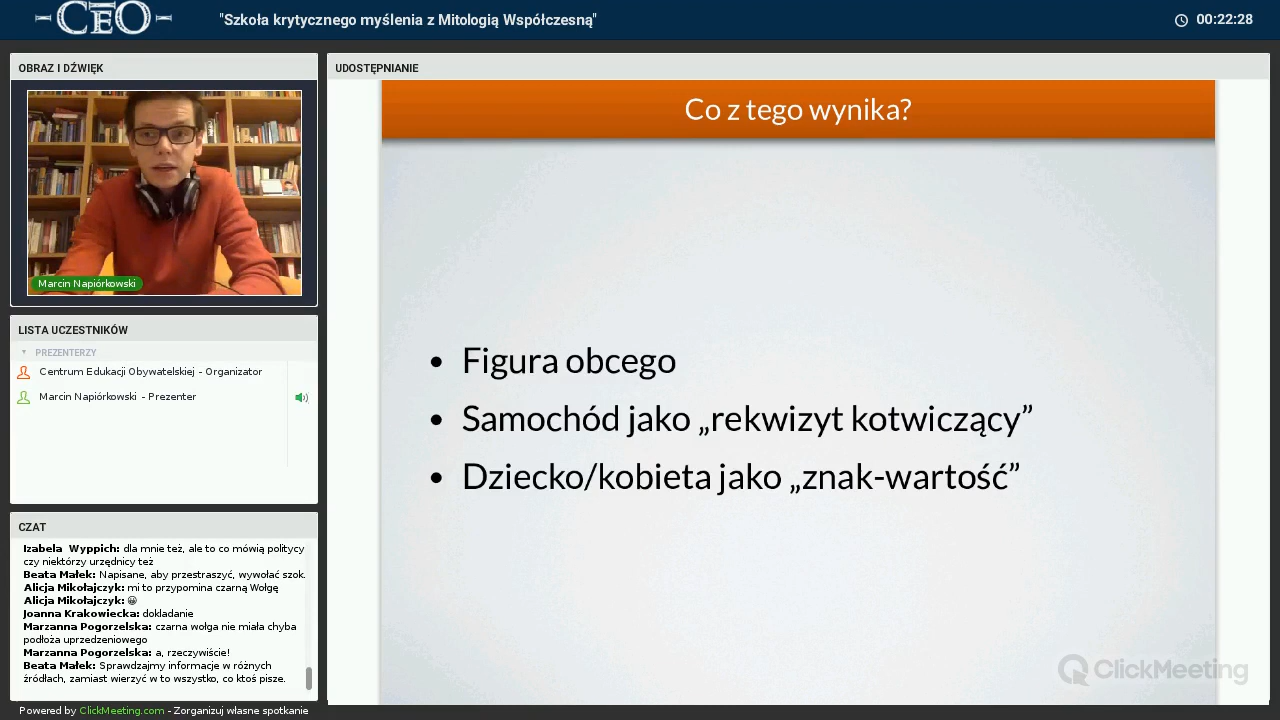 CEO
"Szkoła krytycznego myślenia z Mitologią Współczesną"
00:22:28
OBRAZ I DŹWIĘK
Marcin Napiórkowski
LISTA UCZESTNIKÓW
PREZENTERZY
Centrum Edukacji Obywatelskiej - Organizator
Marcin Napiórkowski - Prezenter
CZAT
Izabela Wyppich: dla mnie też, ale to co mówią politycy
czy niektórzy urzędnicy też
Beata Małek: Napisane, aby przestraszyć, wywołać szok.
Alicja Mikołajczyk: mi to przypomina czarną Wołgę
Alicja Mikołajczyk: 😀
Joanna Krakowiecka: dokladanie
Marzanna Pogorzelska: czarna wołga nie miała chyba
podłoża uprzedzeniowego
Marzanna Pogorzelska: a, rzeczywiście!
Beata Małek: Sprawdzajmy informacje w różnych
źródłach, zamiast wierzyć w to wszystko, co ktoś pisze.
Powered by ClickMeeting.com - Zorganizuj własne spotkanie
UDOSTĘPNIANIE
Co z tego wynika?
• Figura obcego
• Samochód jako „rekwizyt kotwiczący”
• Dziecko/kobieta jako „znak-wartość”
ClickMeeting